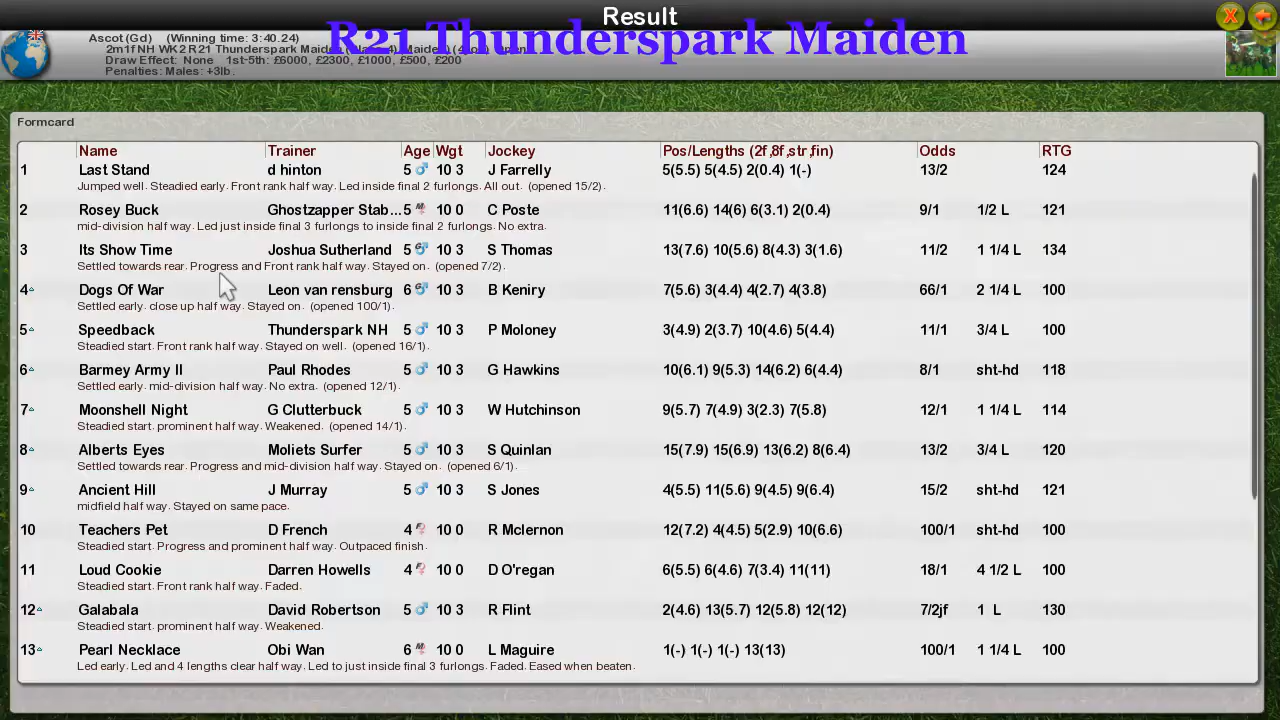 Result
R21 Thunderspark Maiden
Ascot (Gd) (Winning time: 3:40.24)
2m1f NH WK2 R21 Thunderspark Maiden
Draw Effect: None 1st-5th: £6000, £2300, £1000, £500, £200
Penalties: Males: +3lb.
Formcard
Name Trainer Age Wgt Jockey Pos/Lengths (2f,8f,str,fin) Odds RTG
1 Last Stand d hinton 5 10 3 J Farrelly 5(5.5) 5(4.5) 2(0.4) 1(-) 13/2 124
Jumped well. Steadied early. Front rank half way. Led inside final 2 furlongs. All out. (opened 15/2).
2 Rosey Buck Ghostzapper Stab... 5 10 0 C Poste 11(6.6) 14(6) 6(3.1) 2(0.4) 9/1 1/2 L 121
mid-division half way. Led just inside final 3 furlongs to inside final 2 furlongs. No extra.
3 Its Show Time Joshua Sutherland 5 10 3 S Thomas 13(7.6) 10(5.6) 8(4.3) 3(1.6) 11/2 1 1/4 L 134
Settled towards rear. Progress and Front rank half way. Stayed on. (opened 7/2).
4 Dogs Of War Leon van rensburg 6 10 3 B Keniry 7(5.6) 3(4.4) 4(2.7) 4(3.8) 66/1 2 1/4 L 100
Settled early. close up half way. Stayed on. (opened 100/1).
5 Speedback Thunderspark NH 5 10 3 P Moloney 3(4.9) 2(3.7) 10(4.6) 5(4.4) 11/1 3/4 L 100
Steadied start. Front rank half way. Stayed on well. (opened 16/1).
6 Barmey Army II Paul Rhodes 5 10 3 G Hawkins 10(6.1) 9(5.3) 14(6.2) 6(4.4) 8/1 sht-hd 118
Settled early. mid-division half way. No extra. (opened 12/1).
7 Moonshell Night G Clutterbuck 5 10 3 W Hutchinson 9(5.7) 7(4.9) 3(2.3) 7(5.8) 12/1 1 1/4 L 114
Steadied start. prominent half way. Weakened. (opened 14/1).
8 Alberts Eyes Moliets Surfer 5 10 3 S Quinlan 15(7.9) 15(6.9) 13(6.2) 8(6.4) 13/2 3/4 L 120
Settled towards rear. Progress and mid-division half way. Stayed on. (opened 6/1).
9 Ancient Hill J Murray 5 10 3 S Jones 4(5.5) 11(5.6) 9(4.5) 9(6.4) 15/2 sht-hd 121
midfield half way. Stayed on same pace.
10 Teachers Pet D French 4 10 0 R Mclernon 12(7.2) 4(4.5) 5(2.9) 10(6.6) 100/1 sht-hd 100
Steadied start. Progress and prominent half way. Outpaced finish.
11 Loud Cookie Darren Howells 4 10 0 D O'regan 6(5.5) 6(4.6) 7(3.4) 11(11) 18/1 4 1/2 L 100
Steadied start. Front rank half way. Faded.
12 Galabala David Robertson 5 10 3 R Flint 2(4.6) 13(5.7) 12(5.8) 12(12) 7/2jf 1 L 130
Steadied start. prominent half way. Weakened.
13 Pearl Necklace Obi Wan 6 10 0 L Maguire 1(-) 1(-) 1(-) 13(13) 100/1 1 1/4 L 100
Led early. Led and 4 lengths clear half way. Led to just inside final 3 furlongs. Faded. Eased when beaten.